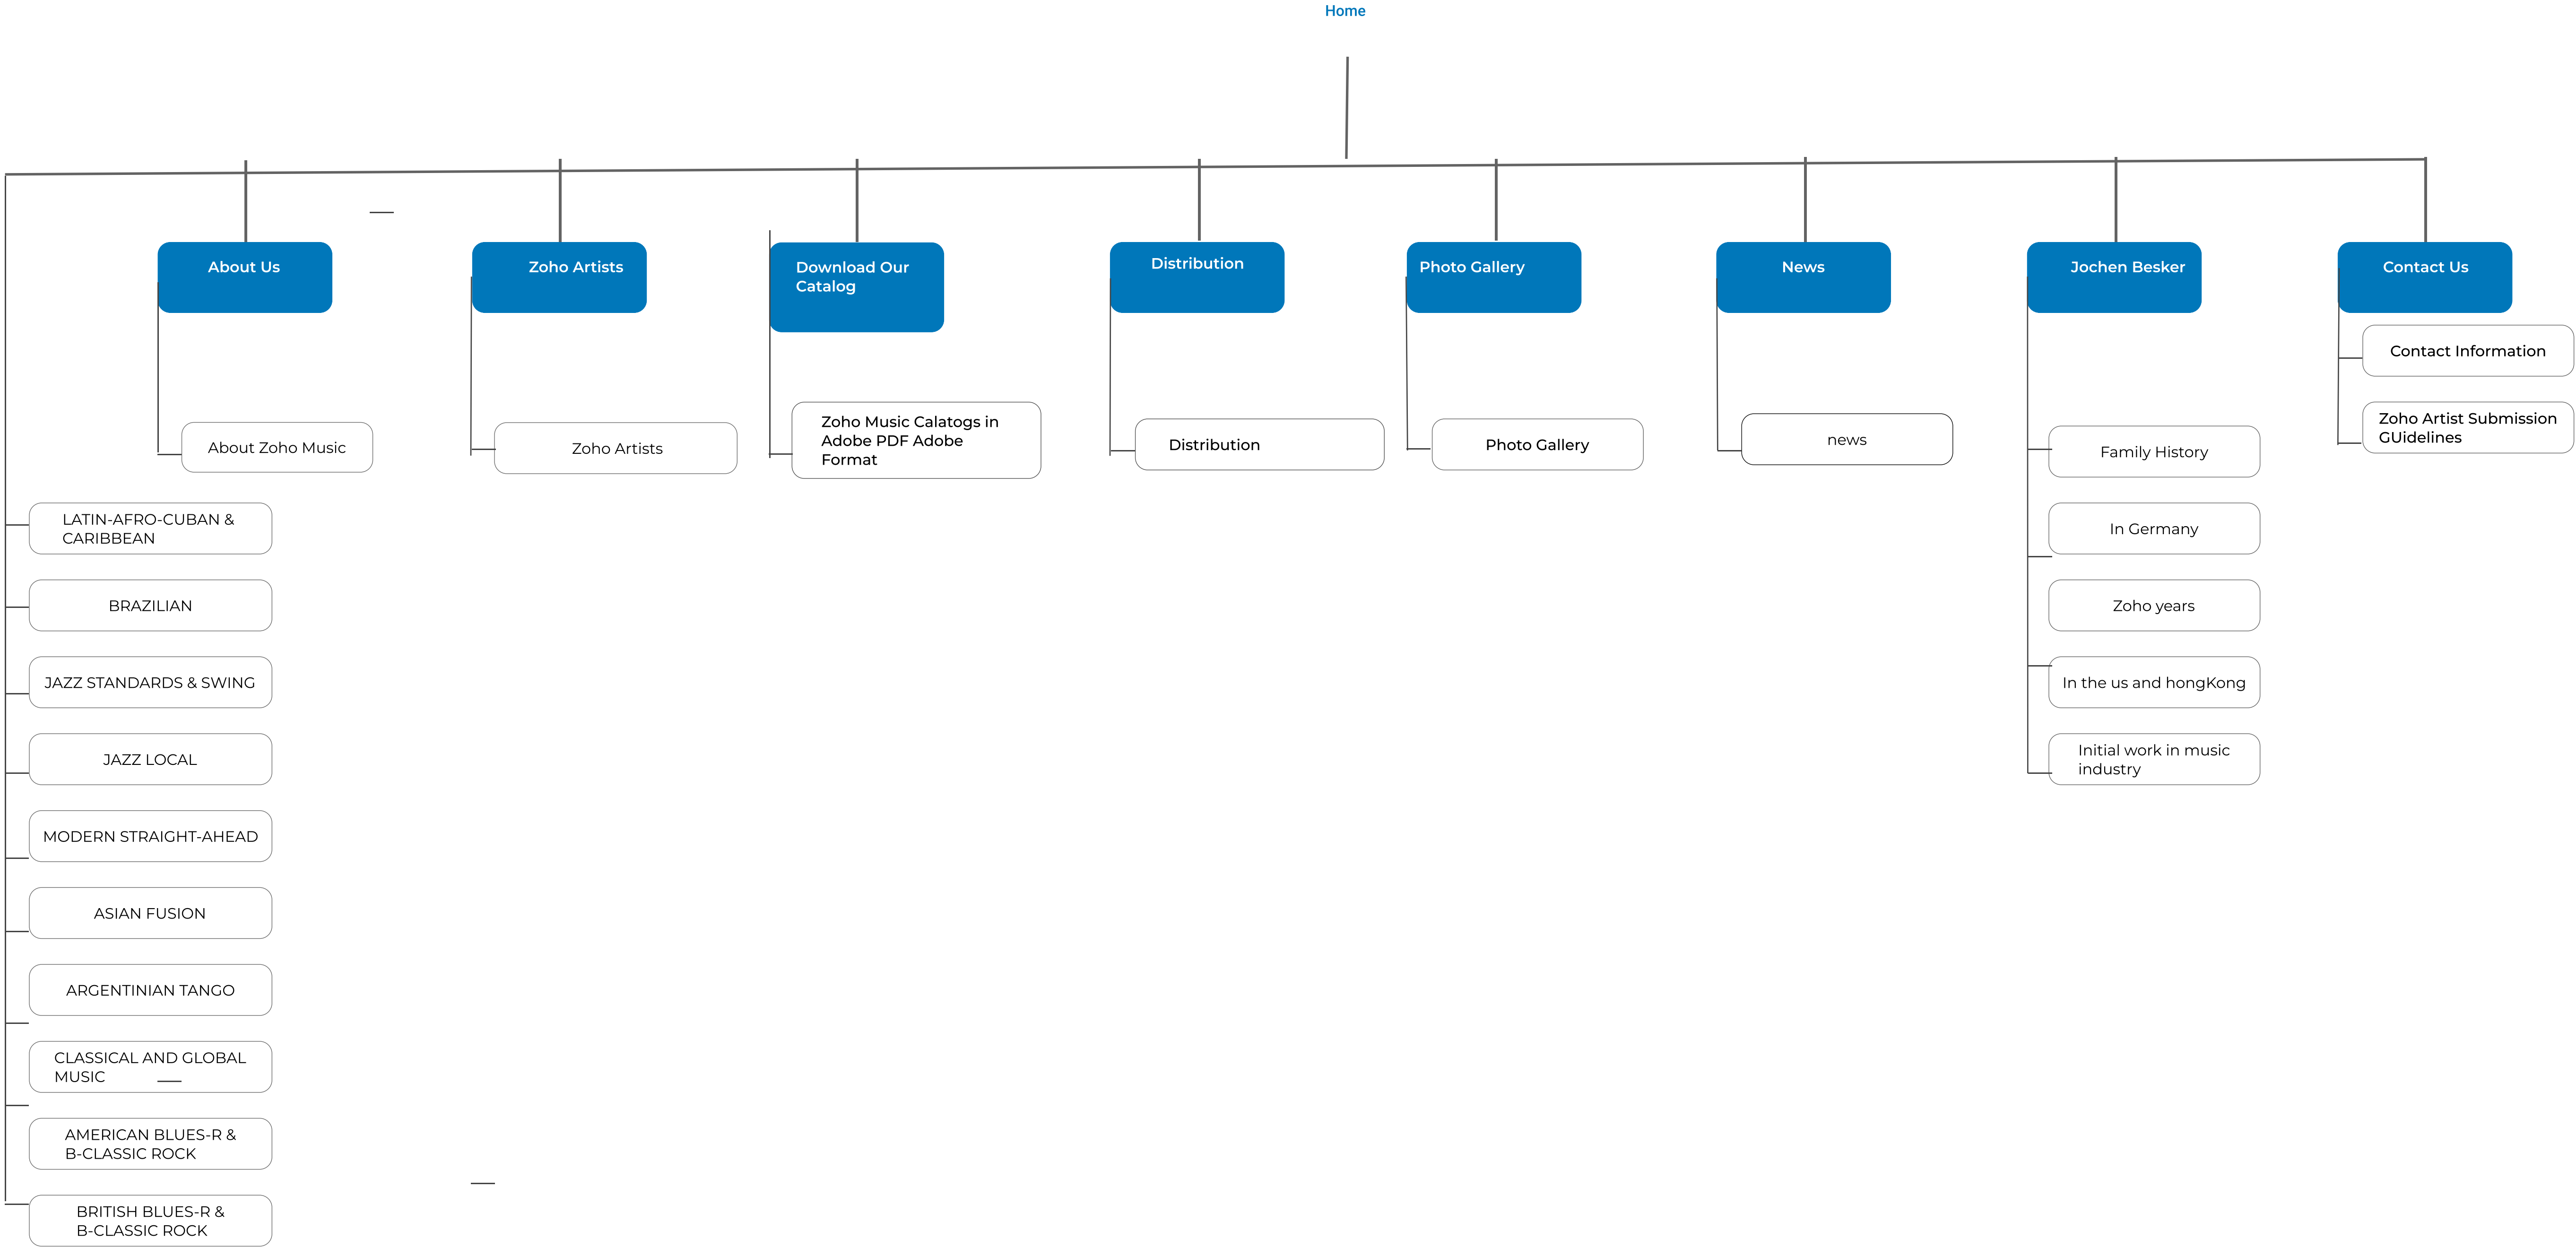 Home
About Us
Zoho Artists
Download Our
Catalog
Distribution
Photo Gallery
News
Jochen Besker
Contact Us
Contact Information
Zoho Artist Submission
GUidelines
About Zoho Music
Zoho Artists
Zoho Music Calatogs in
Adobe PDF Adobe
Format
Distribution
Photo Gallery
news
Family History
In Germany
Zoho years
In the us and hongKong
Initial work in music
industry
LATIN-AFRO-CUBAN &
CARIBBEAN
BRAZILIAN
JAZZ STANDARDS & SWING
JAZZ LOCAL
MODERN STRAIGHT-AHEAD
ASIAN FUSION
ARGENTINIAN TANGO
CLASSICAL AND GLOBAL
MUSIC
AMERICAN BLUES-R &
B-CLASSIC ROCK
BRITISH BLUES-R &
B-CLASSIC ROCK